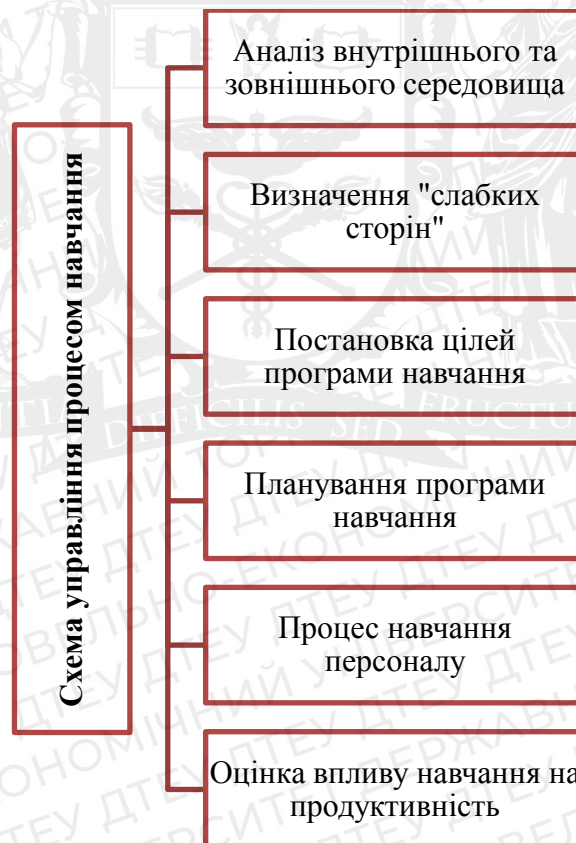 Схема управління процесом навчання
Аналіз внутрішнього та
зовнішнього середовища
Визначення "слабких
сторін"
Постановка цілей
програми навчання
Планування програми
навчання
Процес навчання
персоналу
Оцінка впливу навчання на
продуктивність